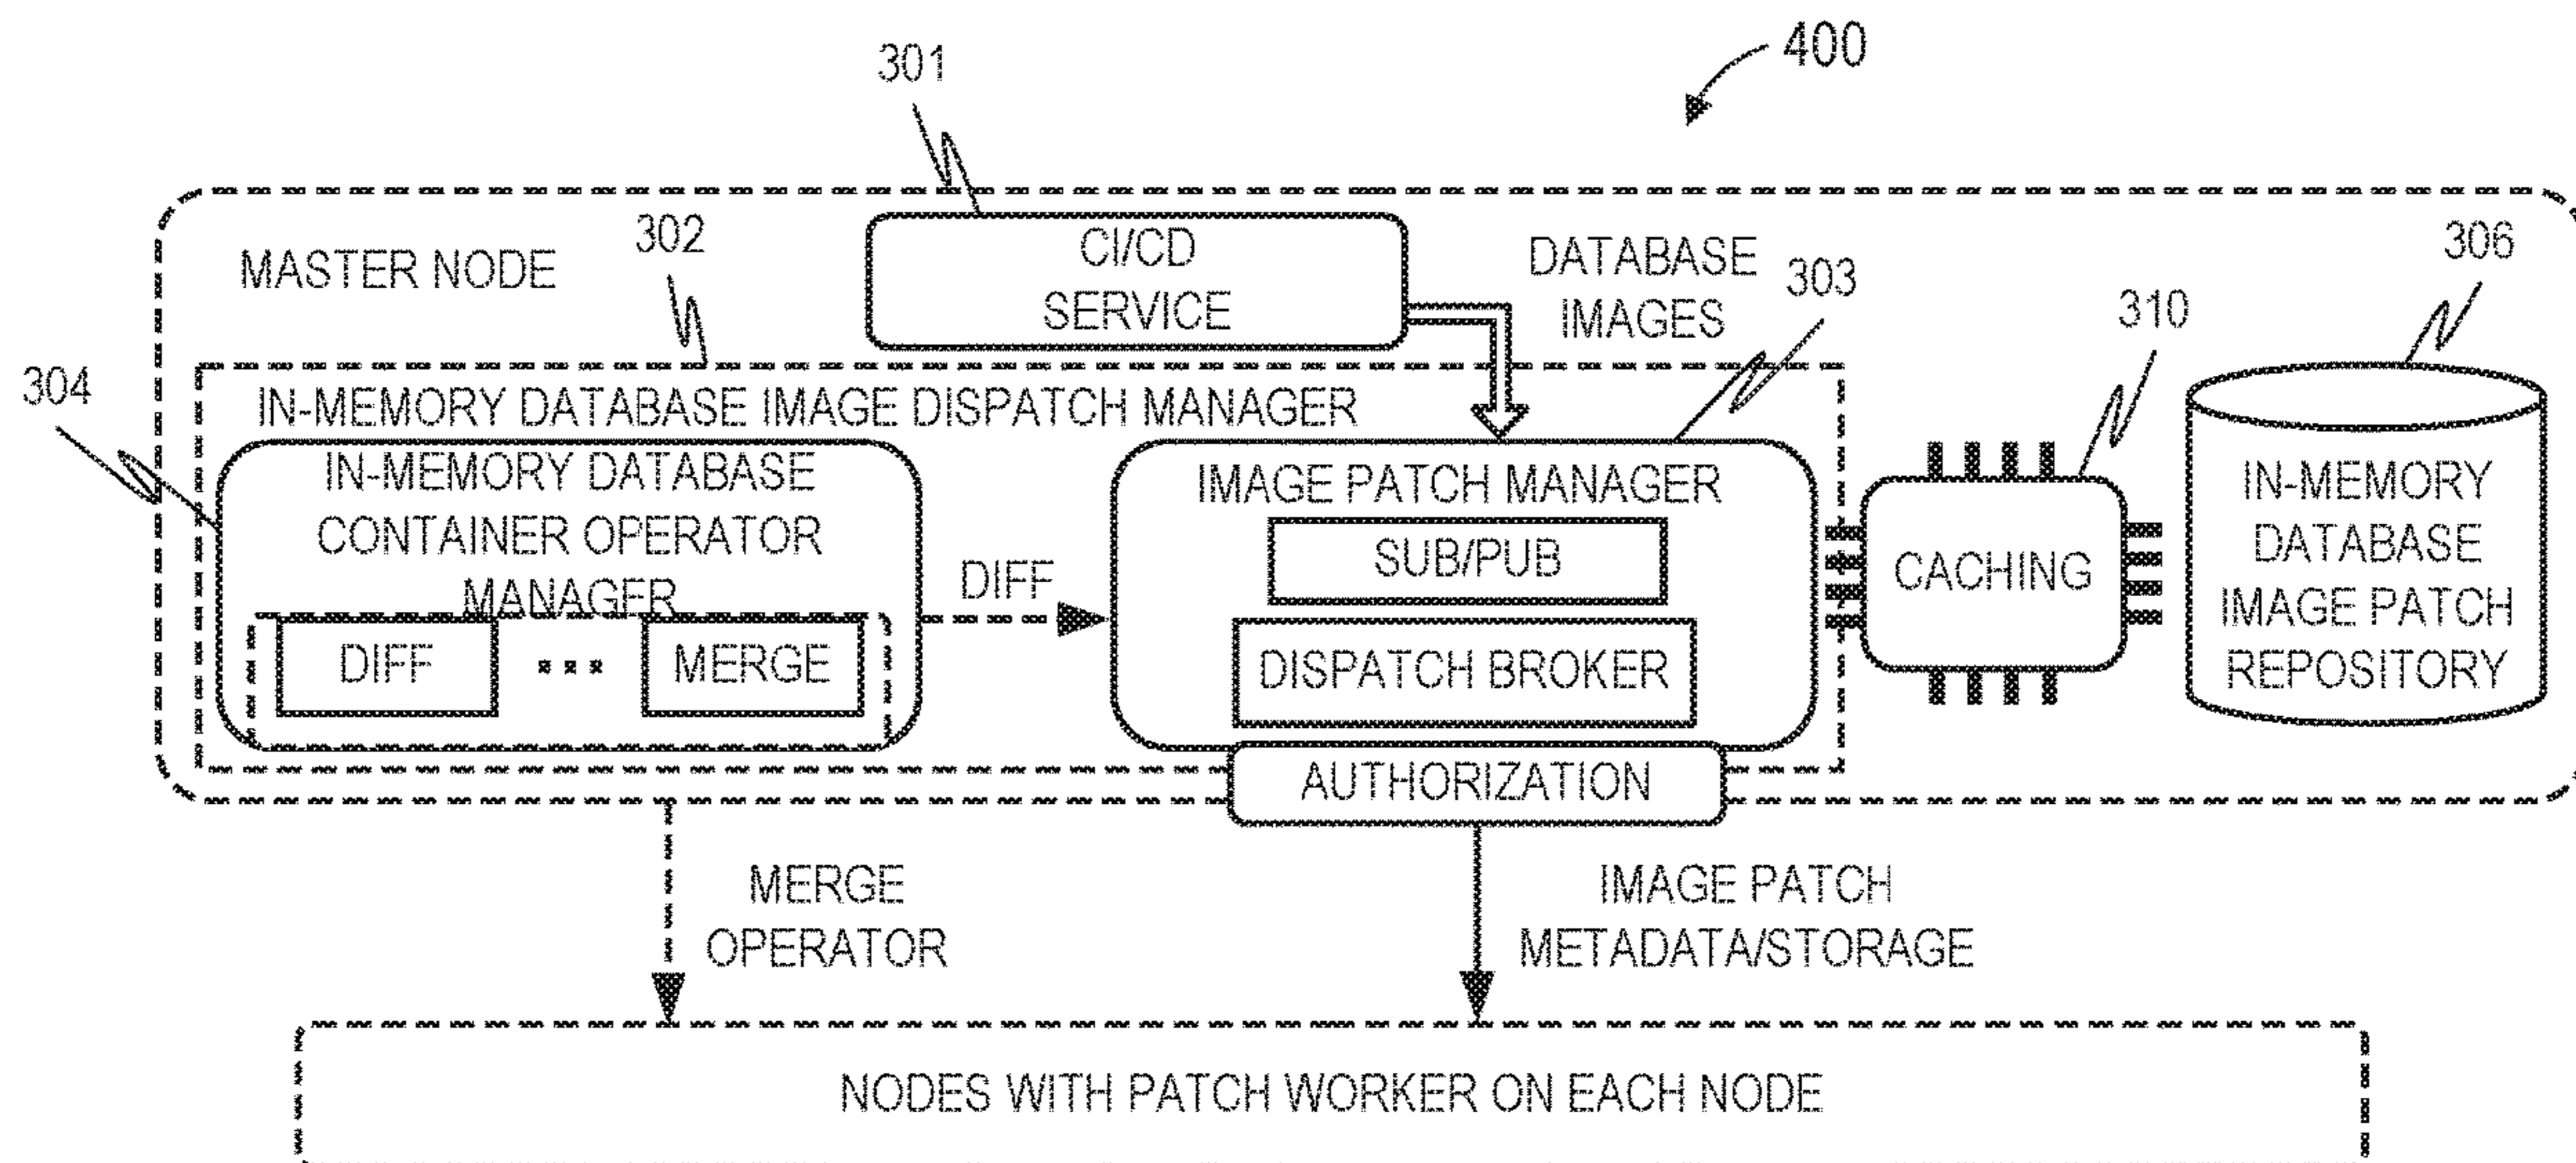 400
301
MASTER NODE
302
CI/CD
SERVICE
DATABASE
IMAGES
303
310
306
304
IN-MEMORY DATABASE IMAGE DISPATCH MANAGER
IN-MEMORY DATABASE
CONTAINER OPERATOR
MANAGER
DIFF
MERGE
DIFF
IMAGE PATCH MANAGER
SUB/PUB
DISPATCH BROKER
AUTHORIZATION
CACHING
IN-MEMORY
DATABASE
IMAGE PATCH
REPOSITORY
MERGE
OPERATOR
IMAGE PATCH
METADATA/STORAGE
NODES WITH PATCH WORKER ON EACH NODE